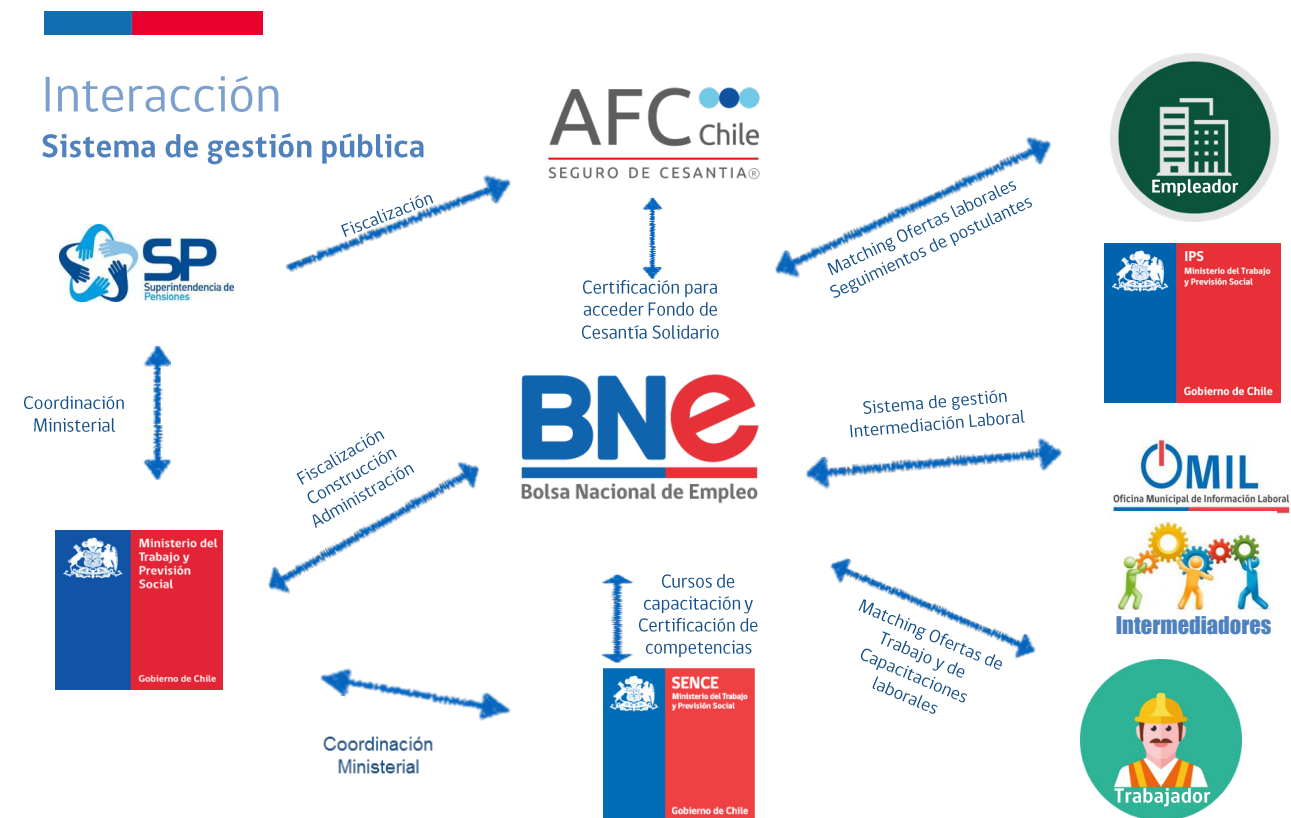 Interacción
Sistema de gestión pública
AFC Chile
SEGURO DE CESANTIA®
Empleador
Fiscalización
Matching Ofertas laborales
Seguimientos de postulantes
SP
Superintendencia de
Pensiones
Certificación para
acceder Fondo de
Cesantía Solidario
IPS
Ministerio del Trabajo
y Previsión Social
Gobierno de Chile
Coordinación
Ministerial
BNe
Bolsa Nacional de Empleo
Sistema de gestión
Intermediación Laboral
Fiscalización
Construcción
Administración
OMIL
Oficina Municipal de Información Laboral
Intermediadores
Ministerio del
Trabajo y
Previsión
Social
Gobierno de Chile
Cursos de
capacitación y
Certificación de
competencias
Matching Ofertas de
Trabajo y de
Capacitaciones
laborales
Coordinación
Ministerial
SENCE
Ministerio del Trabajo
y Previsión Social
Gobierno de Chile
Trabajador